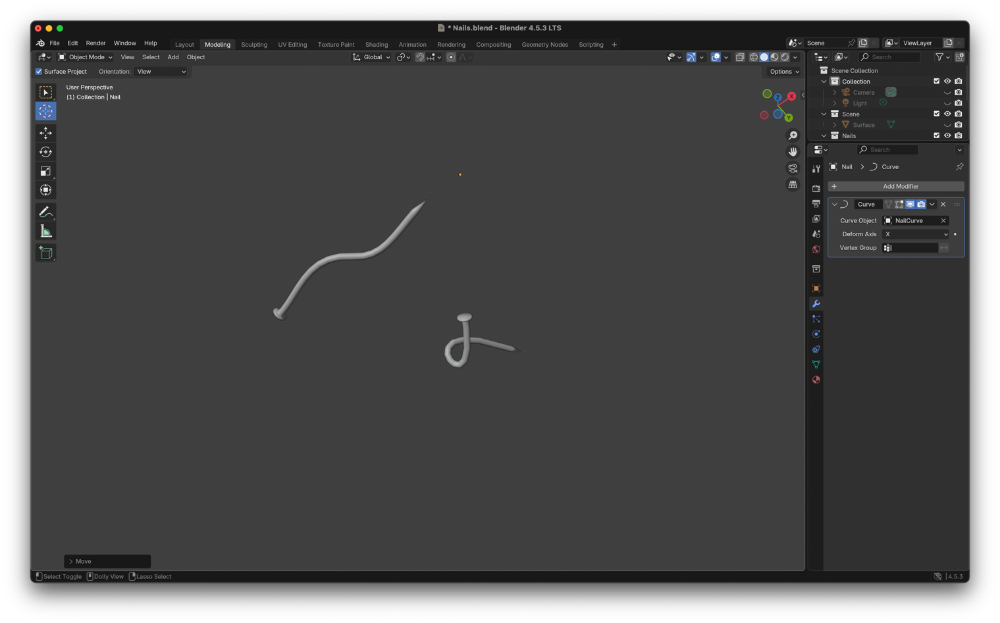 * Nails.blend - Blender 4.5.3 LTS
File Edit Render Window Help
Layout Modeling Sculpting UV Editing Texture Paint Shading Animation Rendering Compositing Geometry Nodes Scripting +
Scene
ViewLayer
Object Mode View Select Add Object
Global
Surface Project Orientation: View
Options
User Perspective
(1) Collection | Nail
X
Y
Z
Move
Search
Scene Collection
Collection
Camera
Light
Scene
Surface
Nails
Search
Nail > Curve
+ Add Modifier
Curve
Curve Object NailCurve
Deform Axis X
Vertex Group
Select Toggle Dolly View Lasso Select
4.5.3